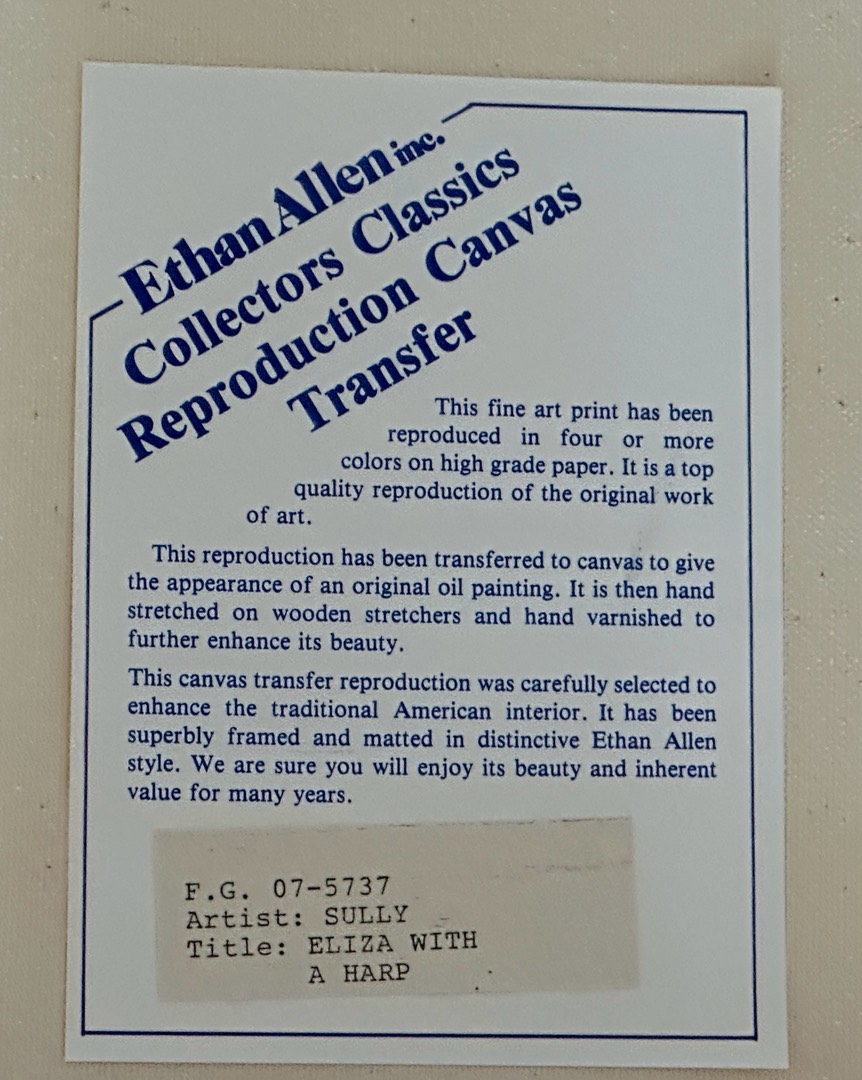 Ethan Allen inc.
Collectors Classics
Reproduction Canvas
Transfer
This fine art print has been
reproduced in four or more
colors on high grade paper. It is a top
quality reproduction of the original work
of art.
This reproduction has been transferred to canvas to give
the appearance of an original oil painting. It is then hand
stretched on wooden stretchers and hand varnished to
further enhance its beauty.
This canvas transfer reproduction was carefully selected to
enhance the traditional American interior. It has been
superbly framed and matted in distinctive Ethan Allen
style. We are sure you will enjoy its beauty and inherent
value for many years.
F.G. 07-5737
Artist: SULLY
Title: ELIZA WITH
A HARP